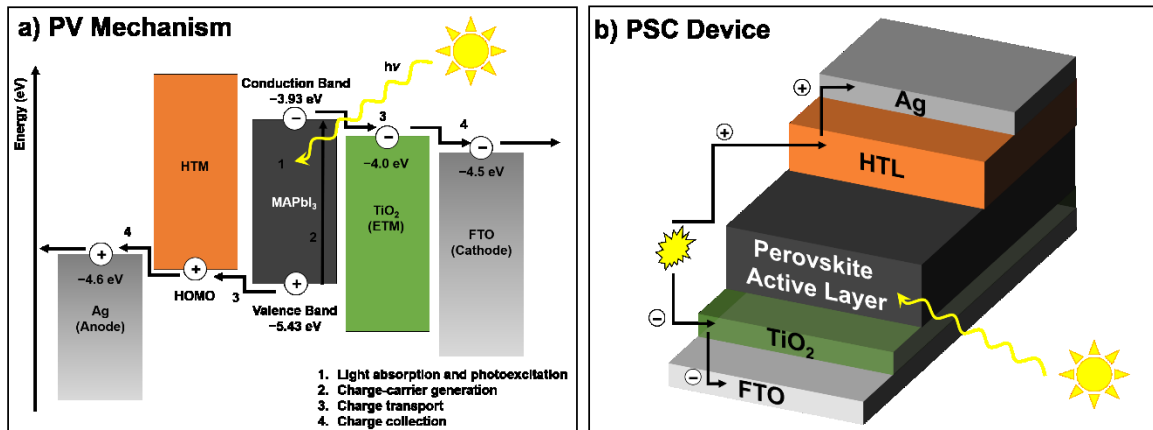 a) PV Mechanism
hν
Conduction Band
−3.93 eV
3
4
Energy (eV)
HTM
1
−4.0 eV
−4.5 eV
MAPbI₃
TiO₂
(ETM)
2
FTO
(Cathode)
4
−4.6 eV
HOMO
3
Ag
(Anode)
Valence Band
−5.43 eV
1. Light absorption and photoexcitation
2. Charge-carrier generation
3. Charge transport
4. Charge collection
b) PSC Device
Ag
HTL
Perovskite
Active Layer
TiO₂
FTO